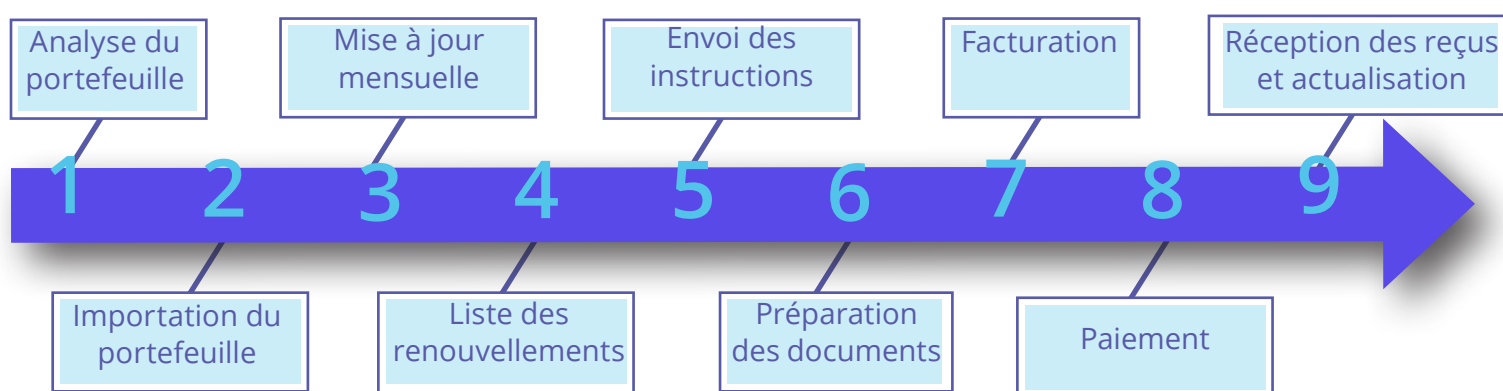 Analyse du
portefeuille
Mise à jour
mensuelle
Envoi des
instructions
Facturation
Réception des reçus
et actualisation
1
2
3
4
5
6
7
8
9
Importation du
portefeuille
Liste des
renouvellements
Préparation
des documents
Paiement